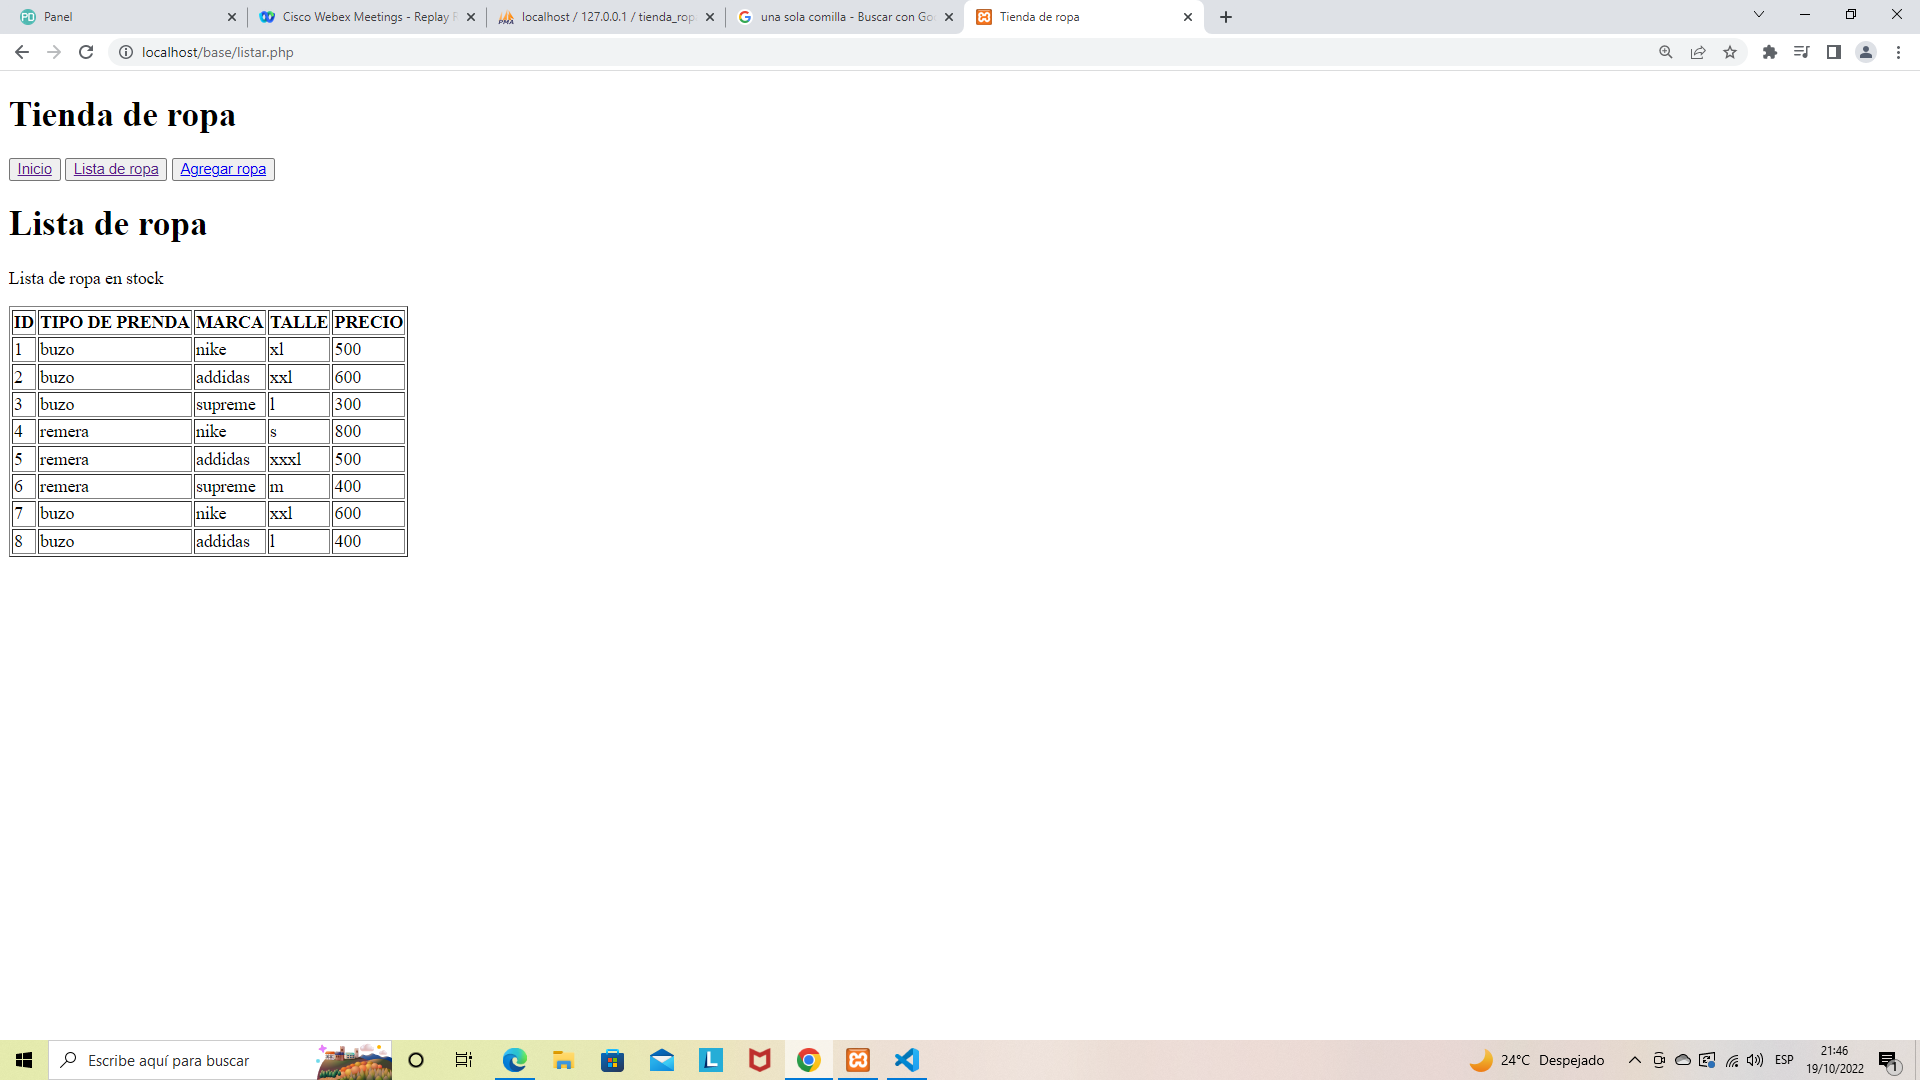 Panel
Cisco Webex Meetings - Replay
localhost / 127.0.0.1 / tienda_rop
una sola comilla - Buscar con Go
Tienda de ropa
localhost/base/listar.php
Tienda de ropa
Inicio Lista de ropa Agregar ropa
Lista de ropa
Lista de ropa en stock
ID TIPO DE PRENDA MARCA TALLE PRECIO
1 buzo nike xl 500
2 buzo addidas xxl 600
3 buzo supreme l 300
4 remera nike s 800
5 remera addidas xxxl 500
6 remera supreme m 400
7 buzo nike xxl 600
8 buzo addidas l 400
Escribe aquí para buscar
24°C Despejado
ESP
21:46
19/10/2022
1